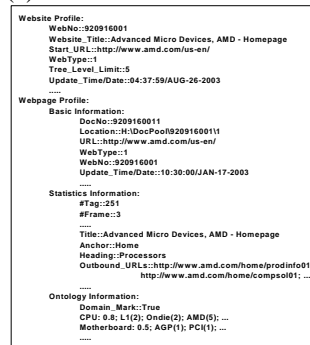 Website Profile:
WebNo::920916001
Website_Title::Advanced Micro Devices, AMD - Homepage
Start_URL::http://www.amd.com/us-en/
WebType::1
Tree_Level_Limit::5
Update_Time/Date::04:37:59/AUG-26-2003
.....
Webpage Profile:
Basic Information:
DocNo::9209160011
Location::H:\DocPool\920916001\1
URL::http://www.amd.com/us-en/
WebType::1
WebNo::920916001
Update_Time/Date::10:30:00/JAN-17-2003
.....
Statistics Information:
#Tag::251
#Frame::3
.....
Title::Advanced Micro Devices, AMD - Homepage
Anchor::Home
Heading::Processors
Outbound_URLs::http://www.amd.com/home/prodinfo01
http://www.amd.com/home/compsol01; ...
.....
Ontology Information:
Domain_Mark::True
CPU: 0.8; L1(2); Ondie(2); AMD(5); ...
Motherboard: 0.5; AGP(1); PCI(1); ...
.....